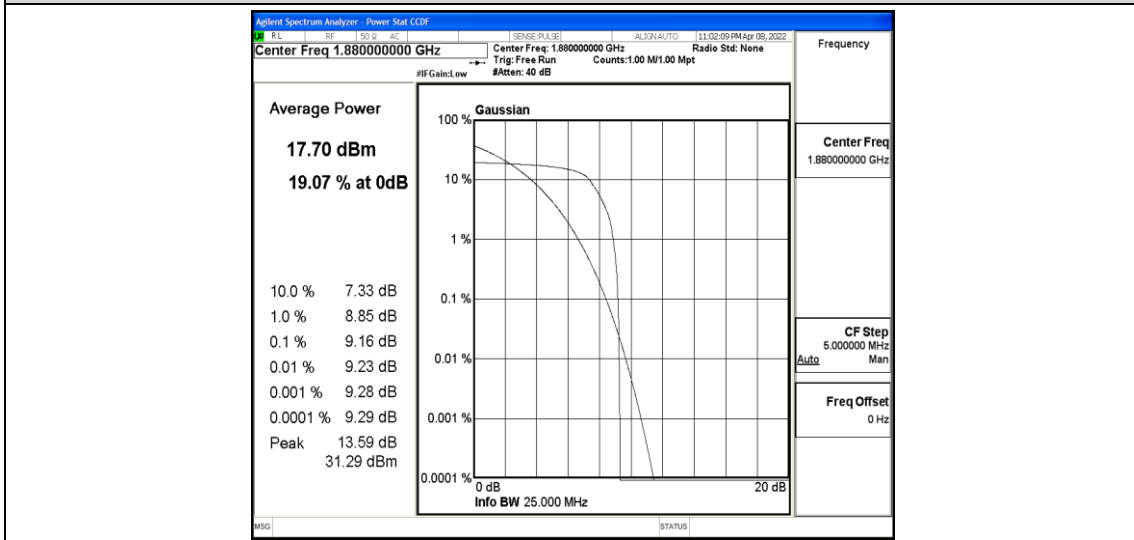 Agilent Spectrum Analyzer - Power Stat CCDF
RL RF 50 Ω AC SENSE:PULSE ALIGNAUTO 11:02:09 PM Apr 08, 2022
Center Freq 1.880000000 GHz
Center Freq: 1.880000000 GHz Radio Std: None
Trig: Free Run Counts:1.00 M/1.00 Mpt
#IFGain:Low #Atten: 40 dB
Frequency
Average Power
17.70 dBm
19.07 % at 0dB
10.0 % 7.33 dB
1.0 % 8.85 dB
0.1 % 9.16 dB
0.01 % 9.23 dB
0.001 % 9.28 dB
0.0001 % 9.29 dB
Peak 13.59 dB
31.29 dBm
Gaussian
100 %
10 %
1 %
0.1 %
0.01 %
0.001 %
0.0001 %
0 dB 20 dB
Info BW 25.000 MHz
Center Freq
1.880000000 GHz
CF Step
5.000000 MHz
Auto Man
Freq Offset
0 Hz
MSG STATUS